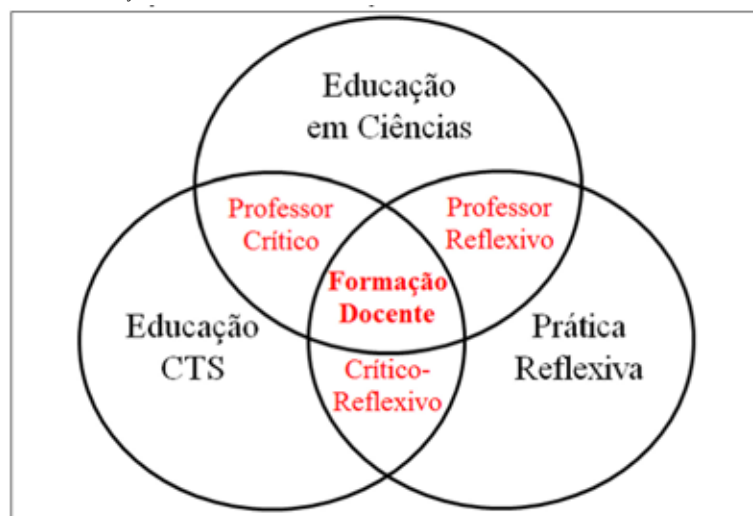 Educação
em Ciências
Professor
Crítico
Professor
Reflexivo
Formação
Docente
Educação
CTS
Prática
Reflexiva
Crítico-
Reflexivo